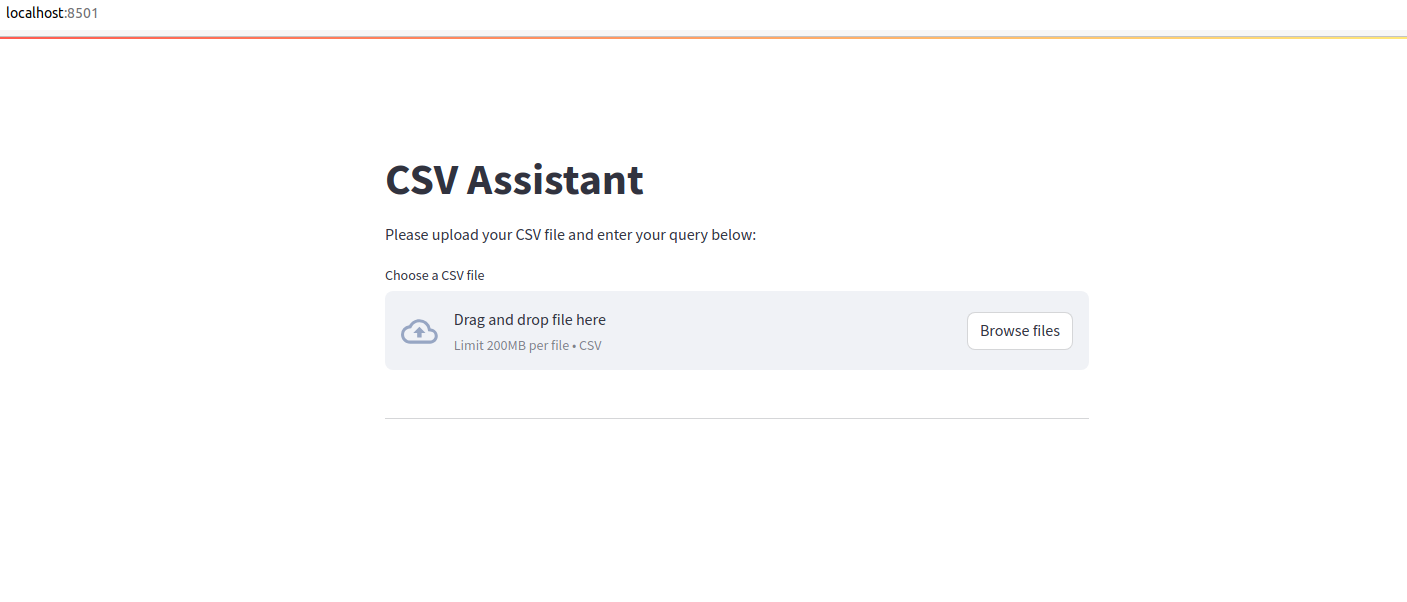 localhost:8501
CSV Assistant
Please upload your CSV file and enter your query below:
Choose a CSV file
Drag and drop file here
Limit 200MB per file • CSV
Browse files